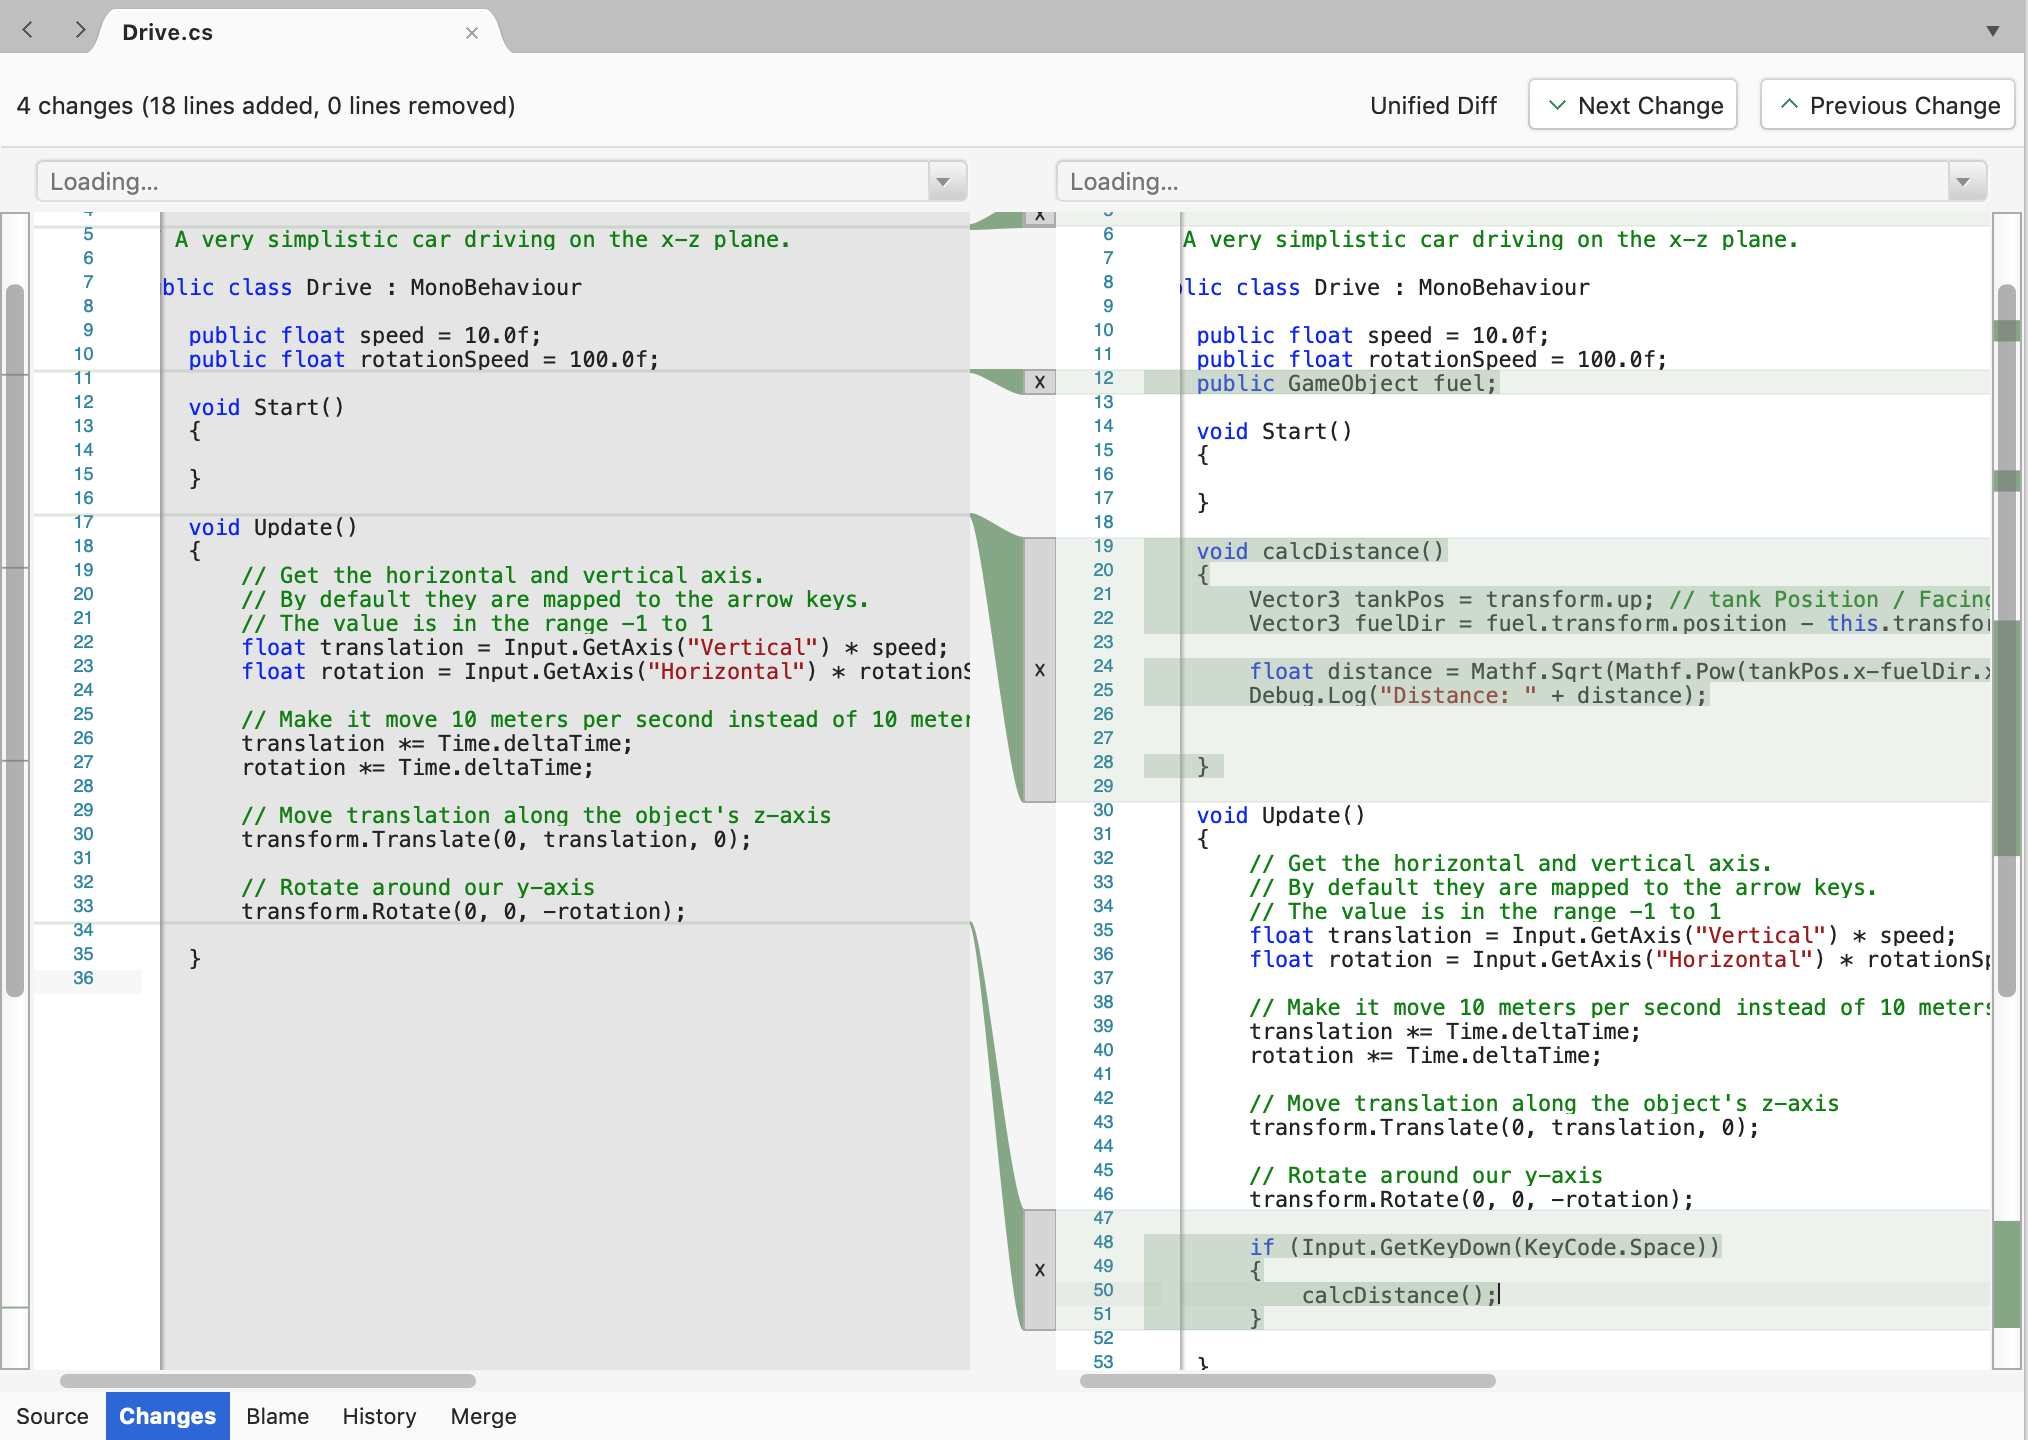 Drive.cs
4 changes (18 lines added, 0 lines removed)
Unified Diff
Next Change
Previous Change
Loading...
5 A very simplistic car driving on the x-z plane.
6
7 blic class Drive : MonoBehaviour
8
9 public float speed = 10.0f;
10 public float rotationSpeed = 100.0f;
11
12 void Start()
13 {
14
15 }
16
17 void Update()
18 {
19 // Get the horizontal and vertical axis.
20 // By default they are mapped to the arrow keys.
21 // The value is in the range -1 to 1
22 float translation = Input.GetAxis("Vertical") * speed;
23 float rotation = Input.GetAxis("Horizontal") * rotationS
24
25 // Make it move 10 meters per second instead of 10 meter
26 translation *= Time.deltaTime;
27 rotation *= Time.deltaTime;
28
29 // Move translation along the object's z-axis
30 transform.Translate(0, translation, 0);
31
32 // Rotate around our y-axis
33 transform.Rotate(0, 0, -rotation);
34
35 }
36
X
X
X
X
Loading...
6 A very simplistic car driving on the x-z plane.
7
8 lic class Drive : MonoBehaviour
9
10 public float speed = 10.0f;
11 public float rotationSpeed = 100.0f;
12 public GameObject fuel;
13
14 void Start()
15 {
16
17 }
18
19 void calcDistance()
20 {
21 Vector3 tankPos = transform.up; // tank Position / Facing
22 Vector3 fuelDir = fuel.transform.position - this.transfor
23
24 float distance = Mathf.Sqrt(Mathf.Pow(tankPos.x-fuelDir.x
25 Debug.Log("Distance: " + distance);
26
27
28 }
29
30 void Update()
31 {
32 // Get the horizontal and vertical axis.
33 // By default they are mapped to the arrow keys.
34 // The value is in the range -1 to 1
35 float translation = Input.GetAxis("Vertical") * speed;
36 float rotation = Input.GetAxis("Horizontal") * rotationSp
37
38 // Make it move 10 meters per second instead of 10 meters
39 translation *= Time.deltaTime;
40 rotation *= Time.deltaTime;
41
42 // Move translation along the object's z-axis
43 transform.Translate(0, translation, 0);
44
45 // Rotate around our y-axis
46 transform.Rotate(0, 0, -rotation);
47
48 if (Input.GetKeyDown(KeyCode.Space))
49 {
50 calcDistance();
51 }
52
53 }
Source Changes Blame History Merge